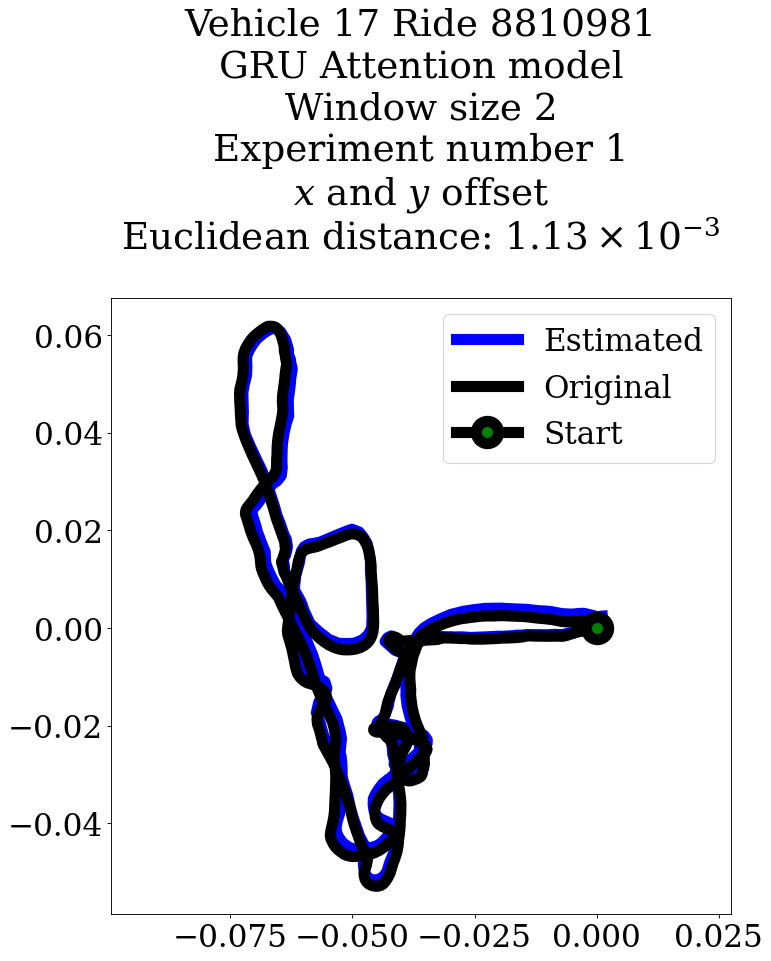 Vehicle 17 Ride 8810981
GRU Attention model
Window size 2
Experiment number 1
x and y offset
Euclidean distance: 1.13 × 10⁻³
Estimated
Original
Start
0.06
0.04
0.02
0.00
−0.02
−0.04
−0.075 −0.050 −0.025 0.000 0.025